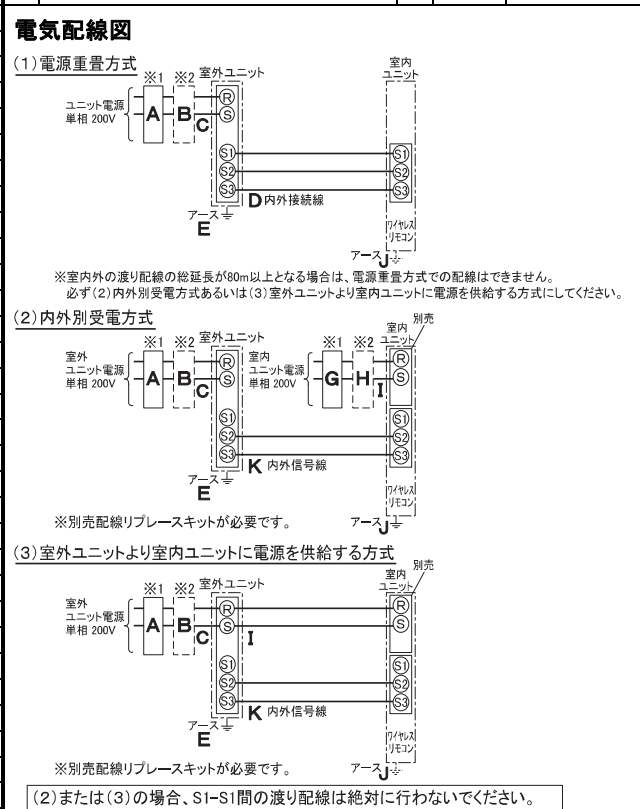 電気配線図
(1)電源重畳方式
※1 ※2 室外ユニット
室内
ユニット
ユニット電源
単相 200V
A B C
R
S
S1 S1
S2 S2
S3 S3
D 内外接続線
アース
E
ワイヤレス
リモコン
アース J
※室内外の渡り配線の総延長が80m以上となる場合は、電源重畳方式での配線はできません。
必ず(2)内外別受電方式あるいは(3)室外ユニットより室内ユニットに電源を供給する方式にしてください。
(2)内外別受電方式
※1 ※2 室外ユニット
※1 ※2
室内
ユニット
別売
室外
ユニット電源
単相 200V
A B C
室内
ユニット電源
単相 200V
G H I
R R
S S
S1 S1
S2 S2
S3 S3
K 内外信号線
アース
E
ワイヤレス
リモコン
アース J
※別売配線リプレースキットが必要です。
(3)室外ユニットより室内ユニットに電源を供給する方式
※1 ※2 室外ユニット
室内
ユニット
別売
室外
ユニット電源
単相 200V
A B C
R R
S I S
S1 S1
S2 S2
S3 S3
K 内外信号線
アース
E
ワイヤレス
リモコン
アース J
※別売配線リプレースキットが必要です。
(2)または(3)の場合、S1-S1間の渡り配線は絶対に行わないでください。